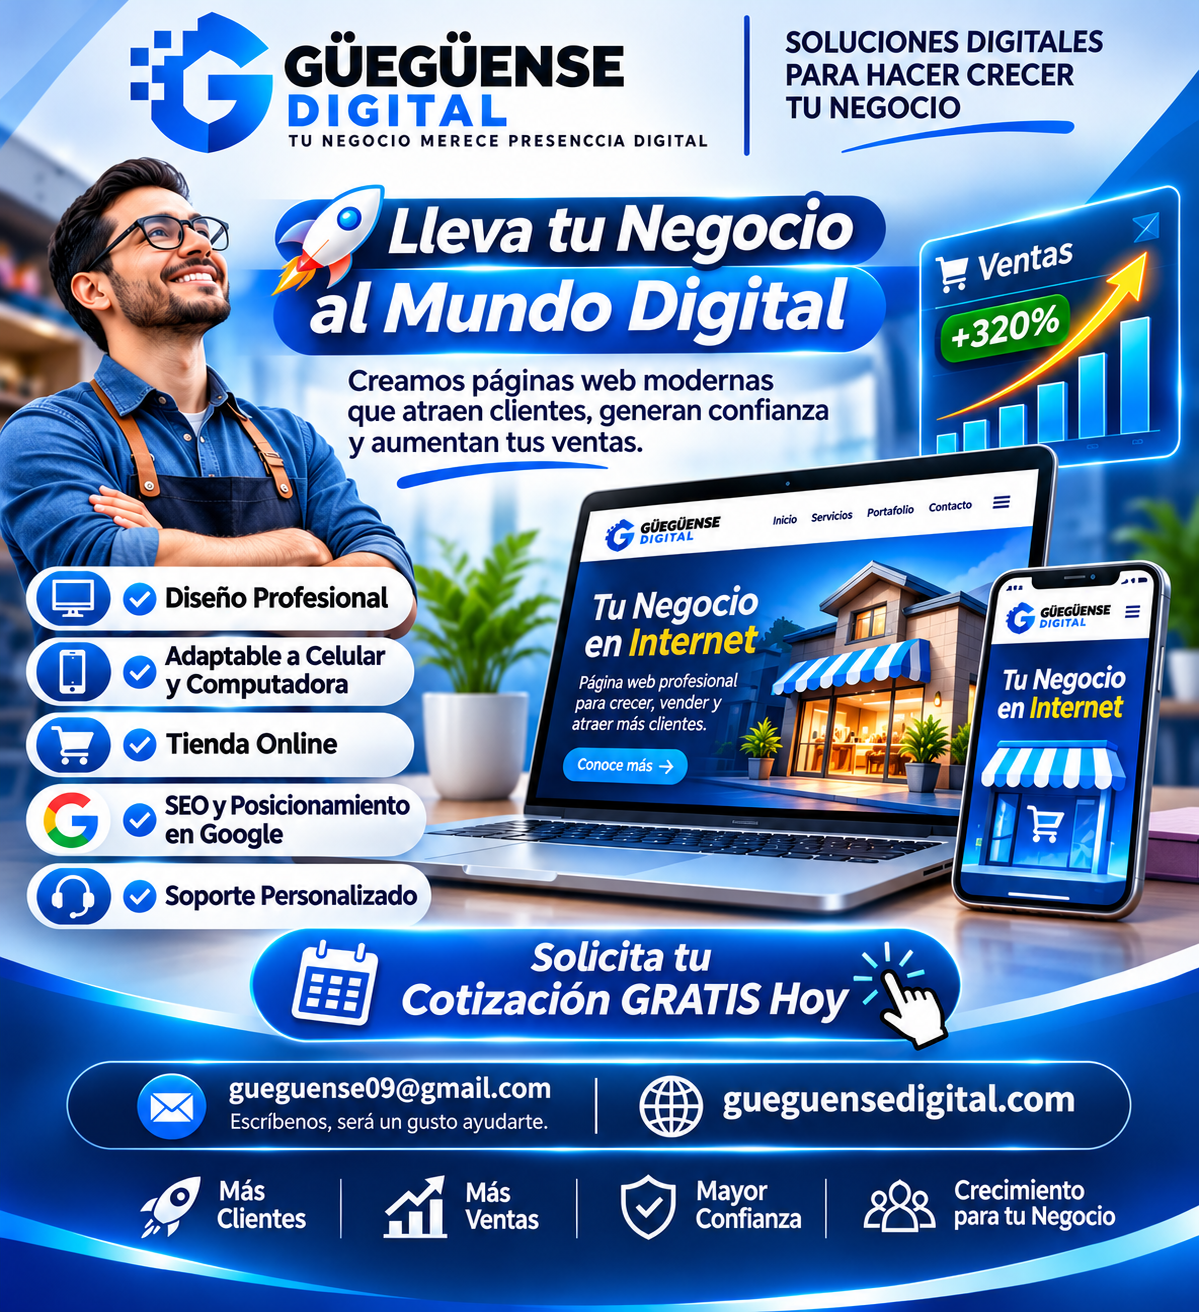 GÜEGÜENSE
DIGITAL
TU NEGOCIO MERECE PRESENCCIA DIGITAL
SOLUCIONES DIGITALES
PARA HACER CRECER
TU NEGOCIO
Lleva tu Negocio
al Mundo Digital
Creamos páginas web modernas
que atraen clientes, generan confianza
y aumentan tus ventas.
Ventas
+320%
GÜEGÜENSE
DIGITAL
Inicio Servicios Portafolio Contacto
Tu Negocio
en Internet
Página web profesional
para crecer, vender y
atraer más clientes.
Conoce más →
GÜEGÜENSE
DIGITAL
Tu Negocio
en Internet
Diseño Profesional
Adaptable a Celular
y Computadora
Tienda Online
SEO y Posicionamiento
en Google
Soporte Personalizado
Solicita tu
Cotización GRATIS Hoy
gueguense09@gmail.com
Escríbenos, será un gusto ayudarte.
gueguensedigital.com
Más
Clientes
Más
Ventas
Mayor
Confianza
Crecimiento
para tu Negocio